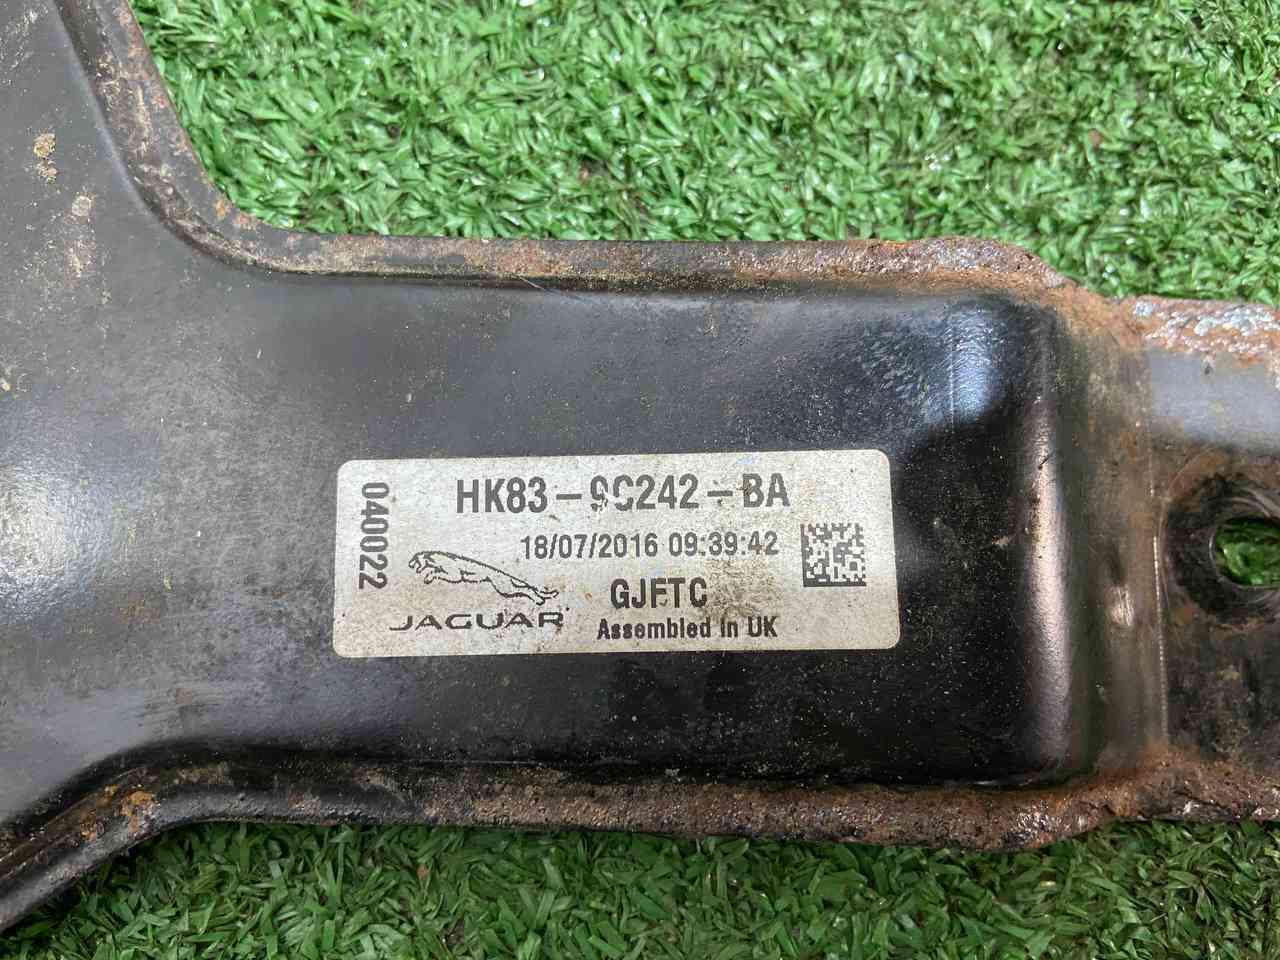 040022
HK83-9C242-BA
18/07/2016 09:39:42
JAGUAR
GJFTC
Assembled in UK